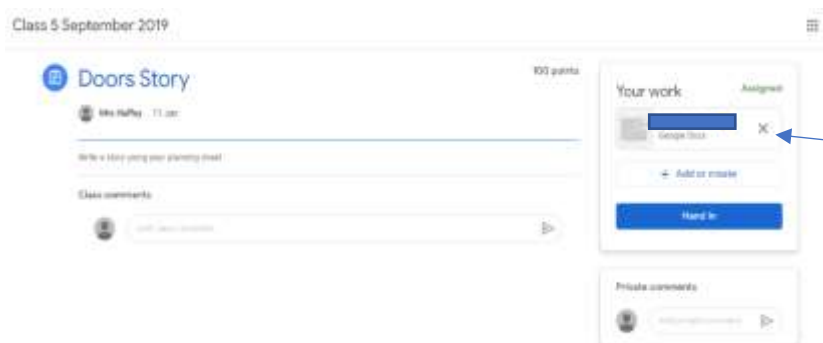 Class 5 September 2019
Doors Story
100 points
Mrs 11 Jan
Write a story using your planning sheet
Class comments
Your work
Assigned
Google Docs
+ Add or create
Hand in
Private comments